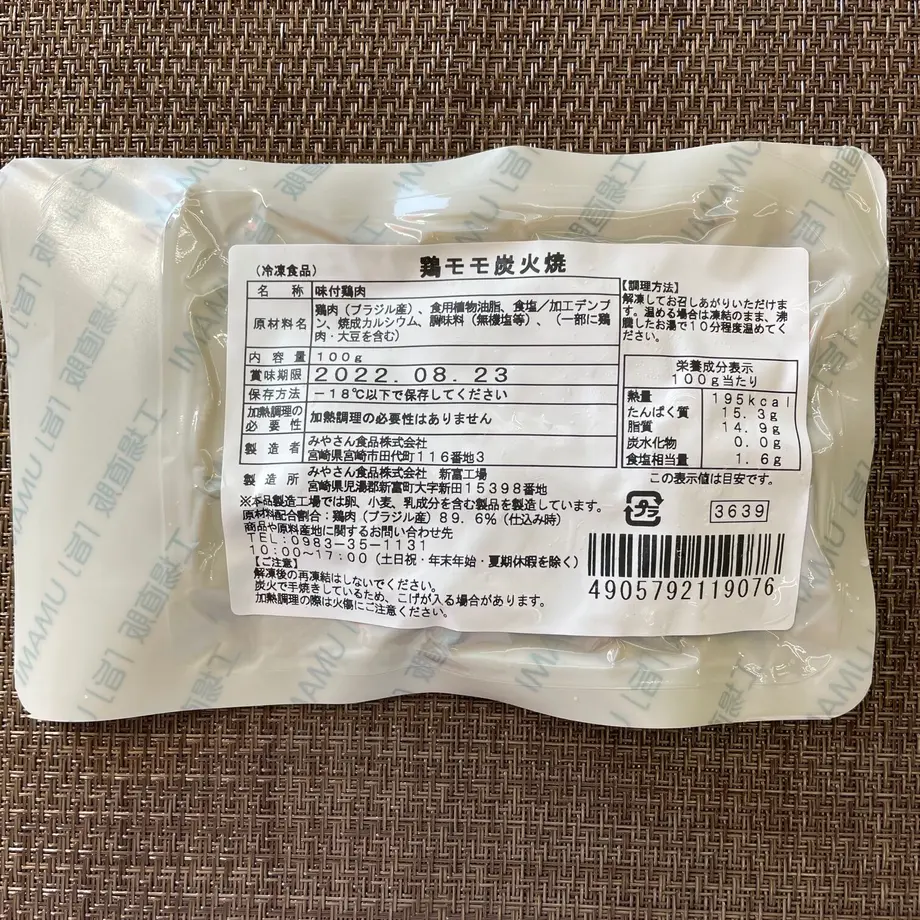 (冷凍食品)
鶏モモ炭火焼
名 称 味付鶏肉
原材料名 鶏肉(ブラジル産)、食用植物油脂、食塩/加工デンプ
ン、焼成カルシウム、調味料(無機塩等)、(一部に鶏
肉・大豆を含む)
内容量 100g
賞味期限 2022.08.23
保存方法 -18℃以下で保存してください
加熱調理の
必要性 加熱調理の必要性はありません
製造者 みやさん食品株式会社
宮崎県宮崎市田代町116番地3
製造所 みやさん食品株式会社 新富工場
宮崎県児湯郡新富町大字新田15398番地
※本品製造工場では卵、小麦、乳成分を含む製品を製造しています。
原材料配合割合:鶏肉(ブラジル産)89.6%(仕込み時)
商品や原料産地に関するお問い合わせ先
TEL:0983-35-1131
10:00~17:00(土日祝・年末年始・夏期休暇を除く)
【ご注意】
解凍後の再凍結はしないでください。
炭火で手焼きしているため、こげが入る場合があります。
加熱調理の際は火傷にご注意ください。
【調理方法】
解凍してお召しあがりいただけま
す。温める場合は凍結のまま、沸
騰したお湯で10分程度温めてく
ださい。
栄養成分表示
100g当たり
熱量 195kcal
たんぱく質 15.3g
脂質 14.9g
炭水化物 0.0g
食塩相当量 1.6g
この表示値は目安です。
プラ
3639
4905792119076
工場直販
UMAMI